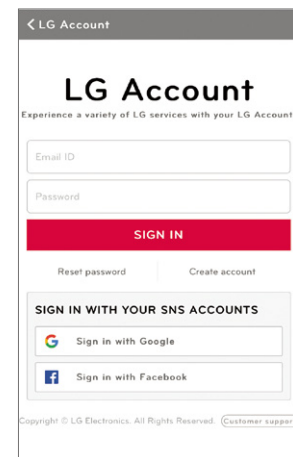 LG Account
LG Account
Experience a variety of LG services with your LG Account
Email ID
Password
SIGN IN
Reset password Create account
SIGN IN WITH YOUR SNS ACCOUNTS
Sign in with Google
Sign in with Facebook
Copyright © LG Electronics. All Rights Reserved. Customer suppor